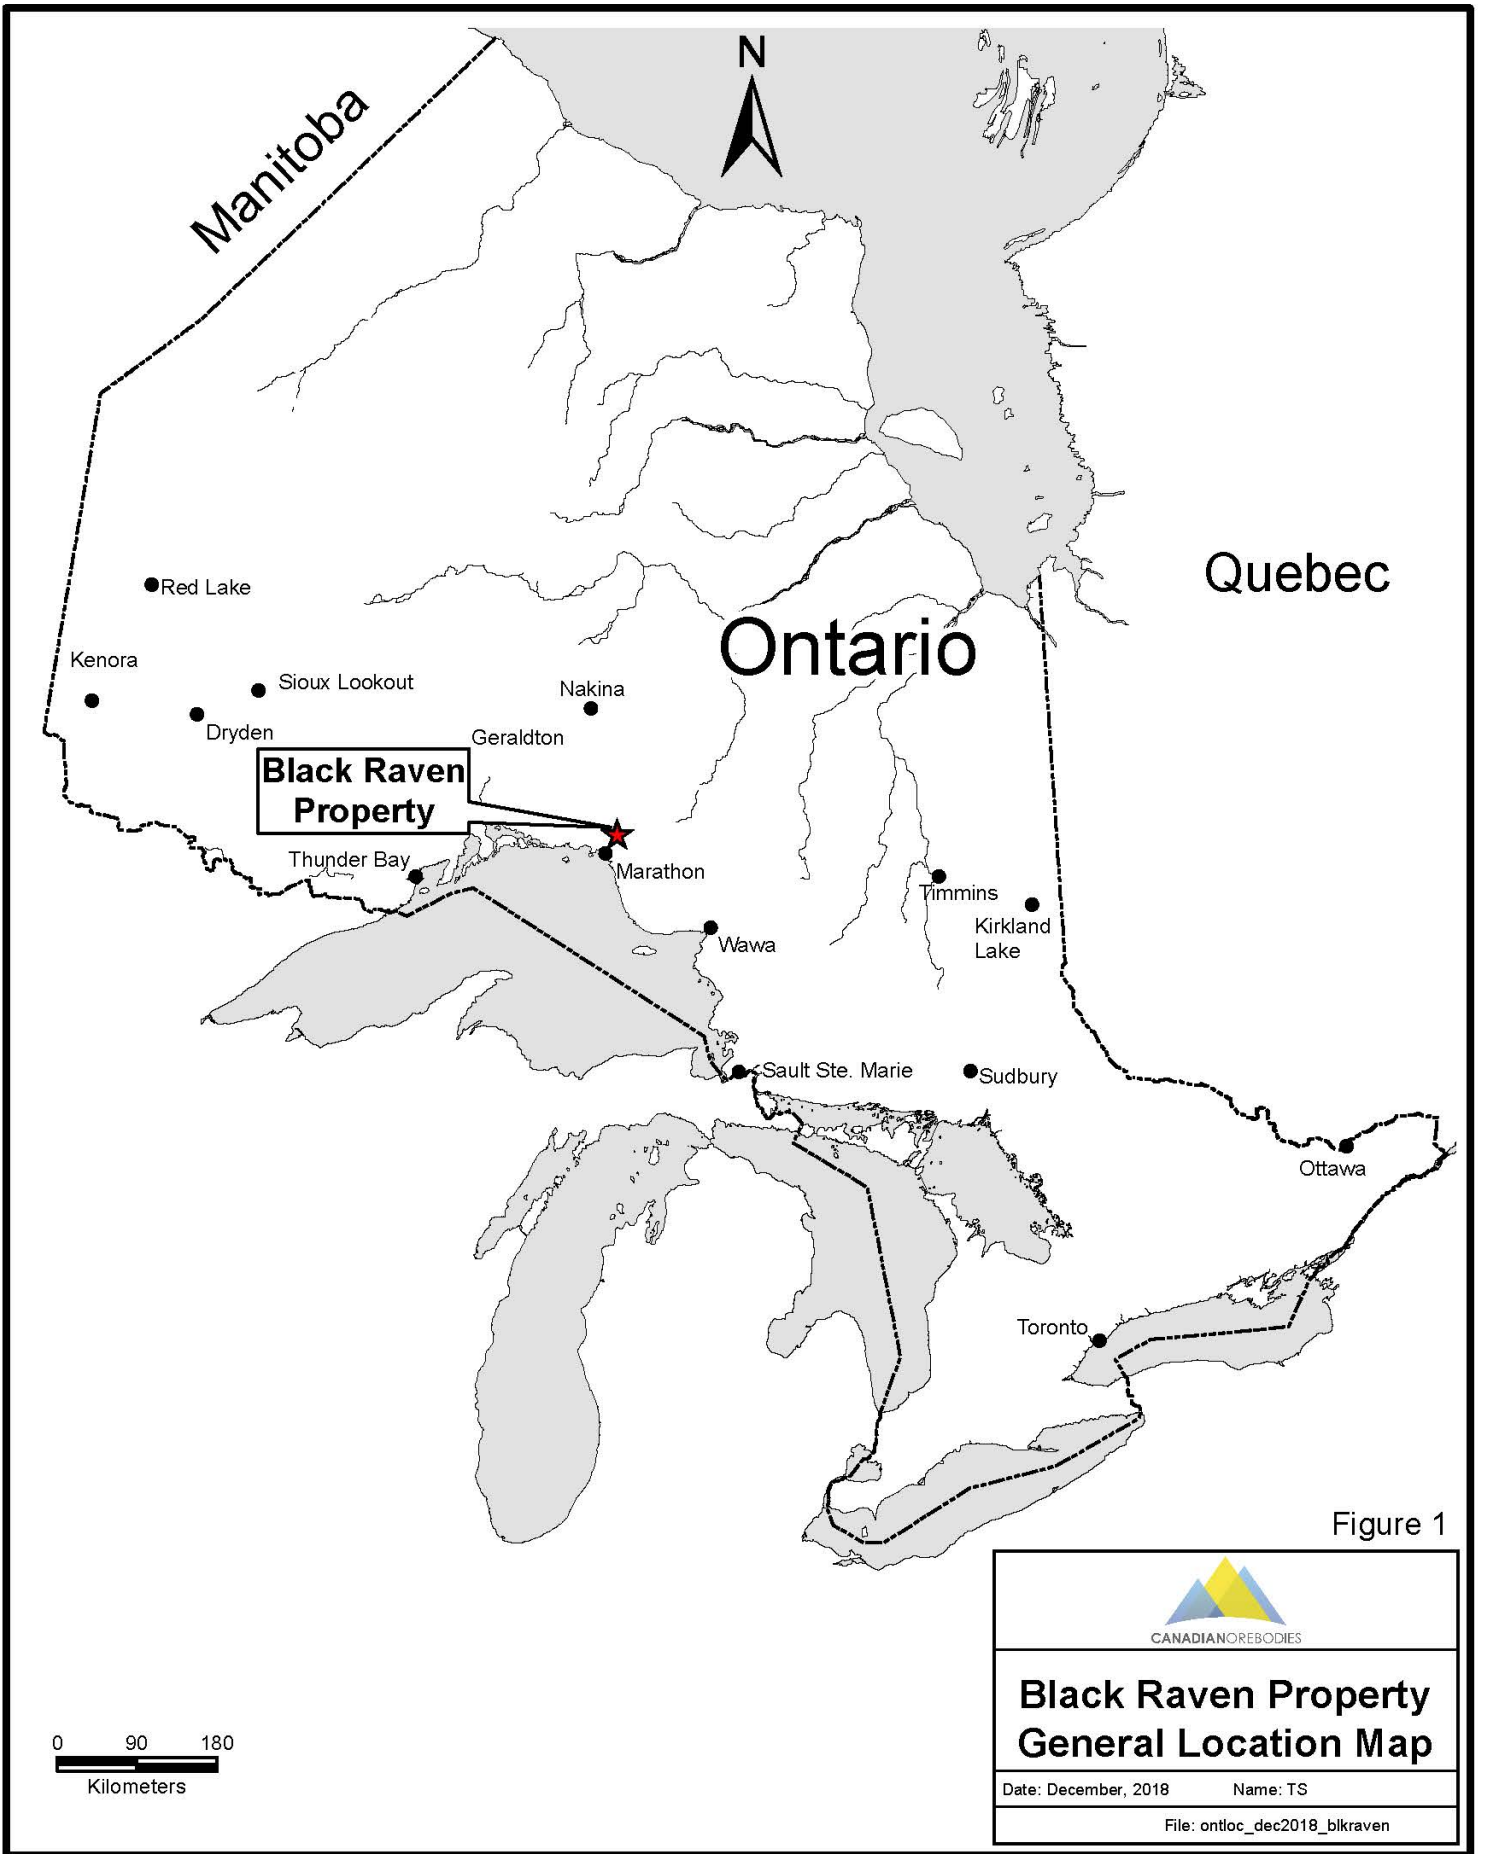 N
Manitoba
Quebec
Ontario
Red Lake
Kenora
Sioux Lookout
Dryden
Nakina
Geraldton
Black Raven
Property
Thunder Bay
Marathon
Wawa
Timmins
Kirkland
Lake
Sault Ste. Marie
Sudbury
Ottawa
Toronto
Figure 1
CANADIANOREBODIES
Black Raven Property
General Location Map
Date: December, 2018 Name: TS
File: ontloc_dec2018_blkraven
0 90 180
Kilometers